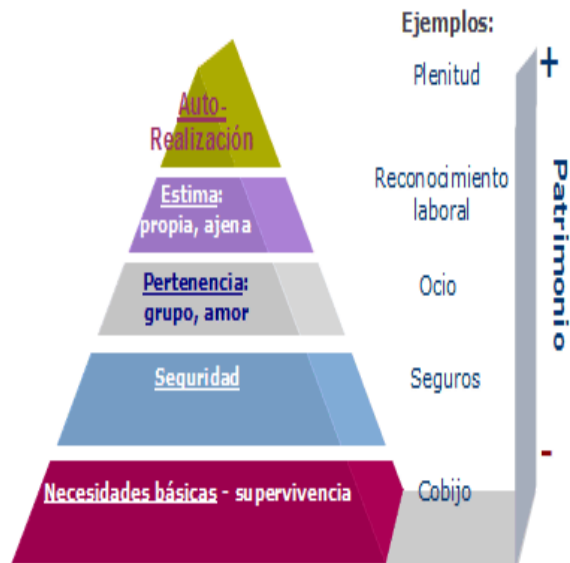 Ejemplos:
Plenitud
+
Auto-
Realización
Reconocimiento
laboral
Estima:
propia, ajena
Patrimonio
Pertenencia:
grupo, amor
Ocio
Seguridad
Seguros
-
Necesidades básicas - supervivencia
Cobijo